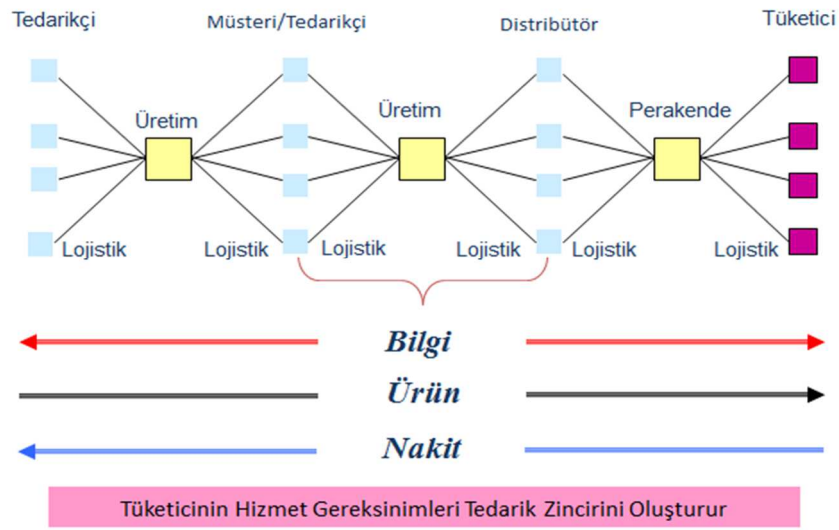 Tedarikçi
Müsteri/Tedarikçi
Distribütör
Tüketici
Üretim
Üretim
Perakende
Lojistik
Lojistik
Lojistik
Lojistik
Lojistik
Lojistik
Bilgi
Ürün
Nakit
Tüketicinin Hizmet Gereksinimleri Tedarik Zincirini Oluşturur